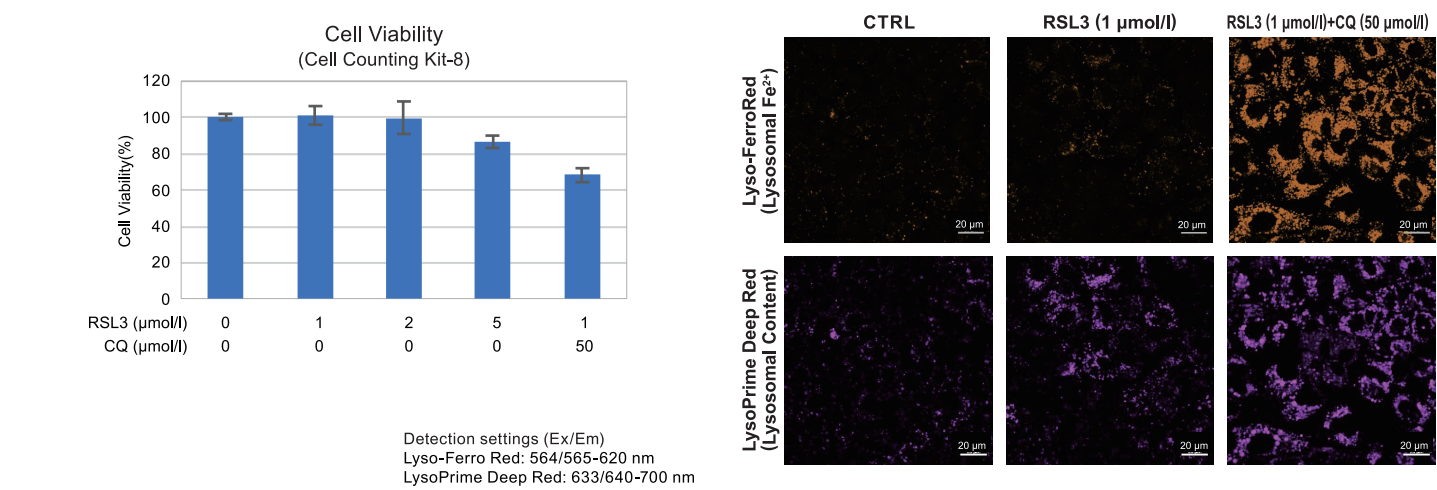 Cell Viability
(Cell Counting Kit-8)
120
100
80
60
40
20
0
Cell Viability(%)
RSL3 (μmol/l) 0 1 2 5 1
CQ (μmol/l) 0 0 0 0 50
Detection settings (Ex/Em)
Lyso-Ferro Red: 564/565-620 nm
LysoPrime Deep Red: 633/640-700 nm
CTRL
RSL3 (1 μmol/l)
RSL3 (1 μmol/l)+CQ (50 μmol/l)
Lyso-FerroRed
(Lysosomal Fe²⁺)
20 μm
20 μm
20 μm
LysoPrime Deep Red
(Lysosomal Content)
20 μm
20 μm
20 μm